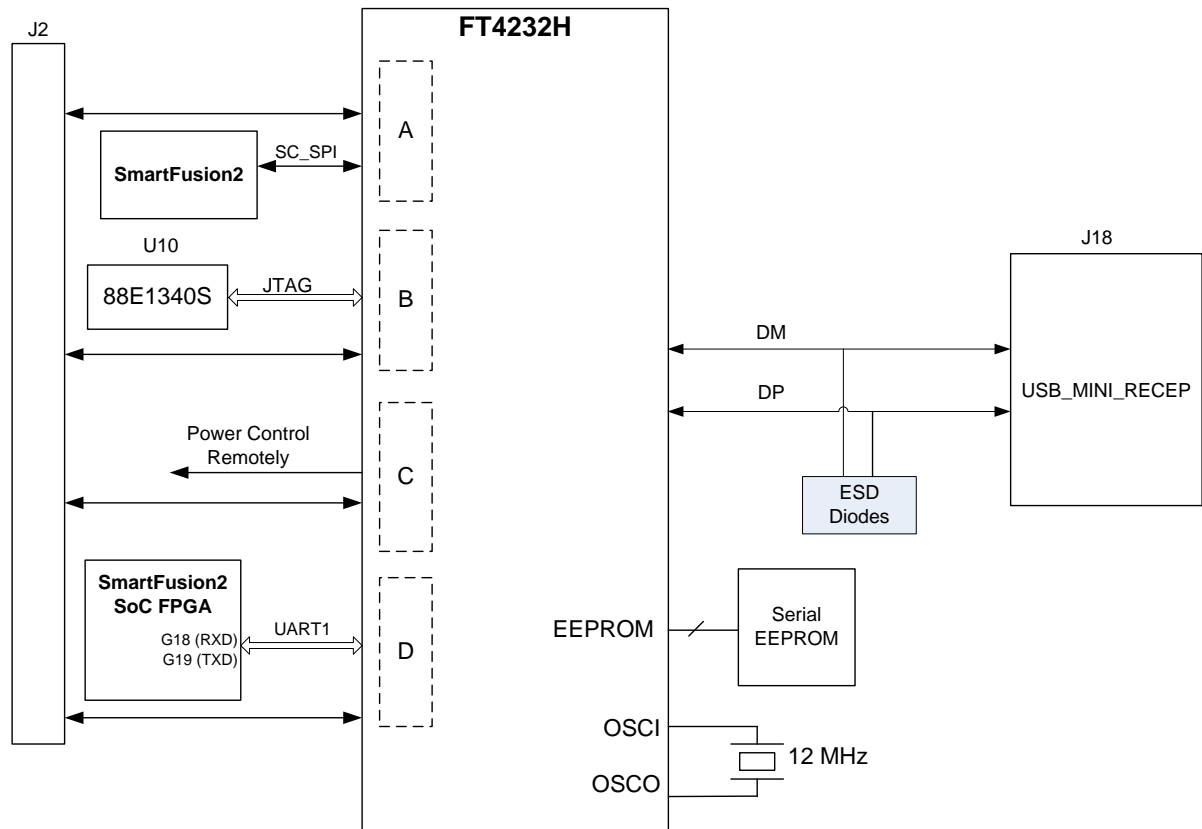 J2
FT4232H
A
SC_SPI
SmartFusion2
U10
88E1340S
JTAG
B
Power Control
Remotely
C
SmartFusion2
SoC FPGA
G18 (RXD)
G19 (TXD)
UART1
D
DM
DP
J18
USB_MINI_RECEP
ESD
Diodes
EEPROM
Serial
EEPROM
OSCI
12 MHz
OSCO